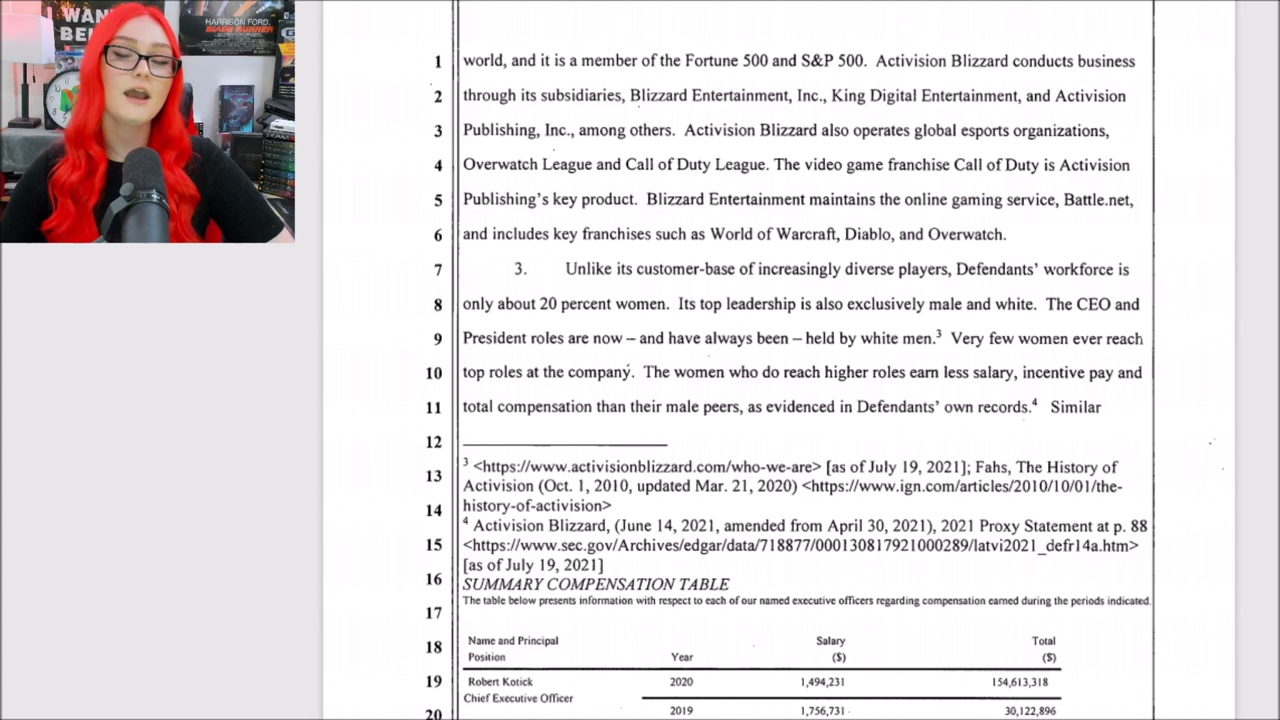 I WAN
BEL
HARRISON FORD
BLADE RUNNER
1 world, and it is a member of the Fortune 500 and S&P 500. Activision Blizzard conducts business
2 through its subsidiaries, Blizzard Entertainment, Inc., King Digital Entertainment, and Activision
3 Publishing, Inc., among others. Activision Blizzard also operates global esports organizations,
4 Overwatch League and Call of Duty League. The video game franchise Call of Duty is Activision
5 Publishing's key product. Blizzard Entertainment maintains the online gaming service, Battle.net,
6 and includes key franchises such as World of Warcraft, Diablo, and Overwatch.
7 3. Unlike its customer-base of increasingly diverse players, Defendants' workforce is
8 only about 20 percent women. Its top leadership is also exclusively male and white. The CEO and
9 President roles are now – and have always been – held by white men.3 Very few women ever reach
10 top roles at the company. The women who do reach higher roles earn less salary, incentive pay and
11 total compensation than their male peers, as evidenced in Defendants' own records.4 Similar
12
3 <https://www.activisionblizzard.com/who-we-are> [as of July 19, 2021]; Fahs, The History of
13 Activision (Oct. 1, 2010, updated Mar. 21, 2020) <https://www.ign.com/articles/2010/10/01/the-
14 history-of-activision>
4 Activision Blizzard, (June 14, 2021, amended from April 30, 2021), 2021 Proxy Statement at p. 88
15 <https://www.sec.gov/Archives/edgar/data/718877/000130817921000289/latvi2021_defr14a.htm>
[as of July 19, 2021]
16 SUMMARY COMPENSATION TABLE
The table below presents information with respect to each of our named executive officers regarding compensation earned during the periods indicated.
17
18 Name and Principal Salary Total
Position Year ($) ($)
19 Robert Kotick 2020 1,494,231 154,613,318
Chief Executive Officer
20 2019 1,756,731 30,122,896